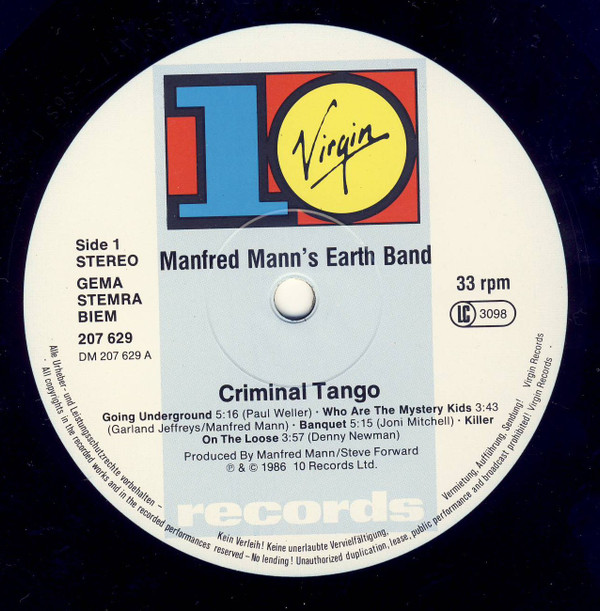 10
Virgin
Manfred Mann's Earth Band
Side 1
STEREO
GEMA
STEMRA
BIEM
207 629
DM 207 629 A
33 rpm
LC 3098
Criminal Tango
Going Underground 5:16 (Paul Weller) · Who Are The Mystery Kids 3:43
(Garland Jeffreys/Manfred Mann) · Banquet 5:15 (Joni Mitchell) · Killer
On The Loose 3:57 (Denny Newman)
Produced By Manfred Mann/Steve Forward
℗ & © 1986 10 Records Ltd.
records
Alle Urheber- und Leistungsschutzrechte vorbehalten – Kein Verleih! Keine unerlaubte Vervielfältigung, Vermietung, Aufführung, Sendung! Virgin Records
· All copyrights in the recorded works and in the recorded performances reserved – No lending! Unauthorized duplication, lease, public performance and broadcast prohibited! Virgin Records ·